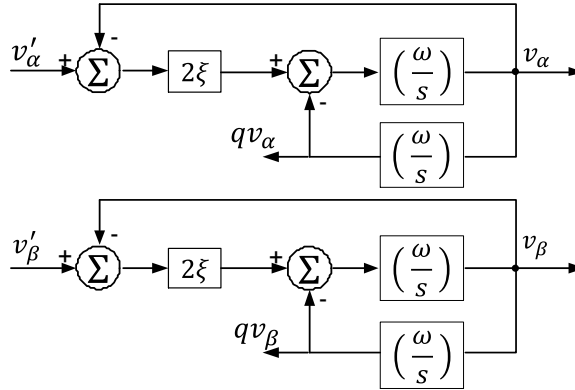 v′α + - Σ 2ξ + - Σ (ω/s) vα
qvα (ω/s)
v′β + - Σ 2ξ + - Σ (ω/s) vβ
qvβ (ω/s)